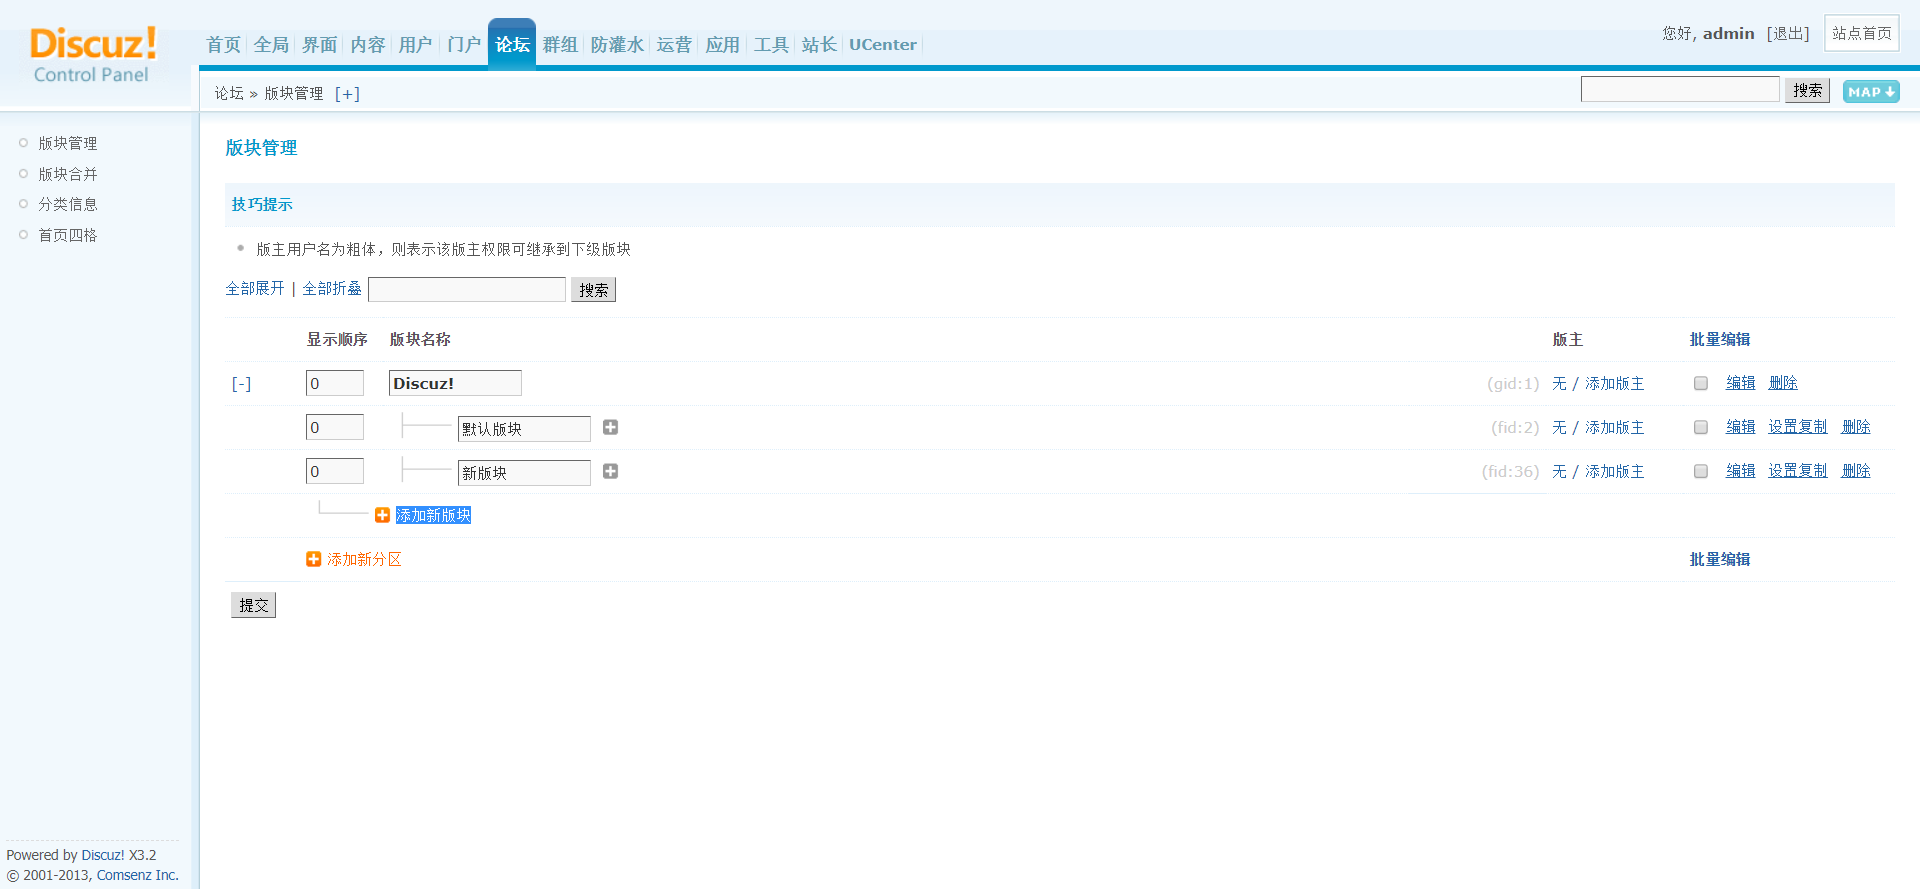 Discuz!
Control Panel
首页 全局 界面 内容 用户 门户 论坛 群组 防灌水 运营 应用 工具 站长 UCenter
您好, admin [退出] 站点首页
论坛 » 版块管理 [+]
搜索 MAP
版块管理
版块合并
分类信息
首页四格
版块管理
技巧提示
版主用户名为粗体，则表示该版主权限可继承到下级版块
全部展开 | 全部折叠 搜索
显示顺序 版块名称 版主 批量编辑
[-] 0 Discuz! (gid:1) 无 / 添加版主 编辑 删除
0 默认版块 (fid:2) 无 / 添加版主 编辑 设置复制 删除
0 新版块 (fid:36) 无 / 添加版主 编辑 设置复制 删除
添加新版块
添加新分区 批量编辑
提交
Powered by Discuz! X3.2
© 2001-2013, Comsenz Inc.